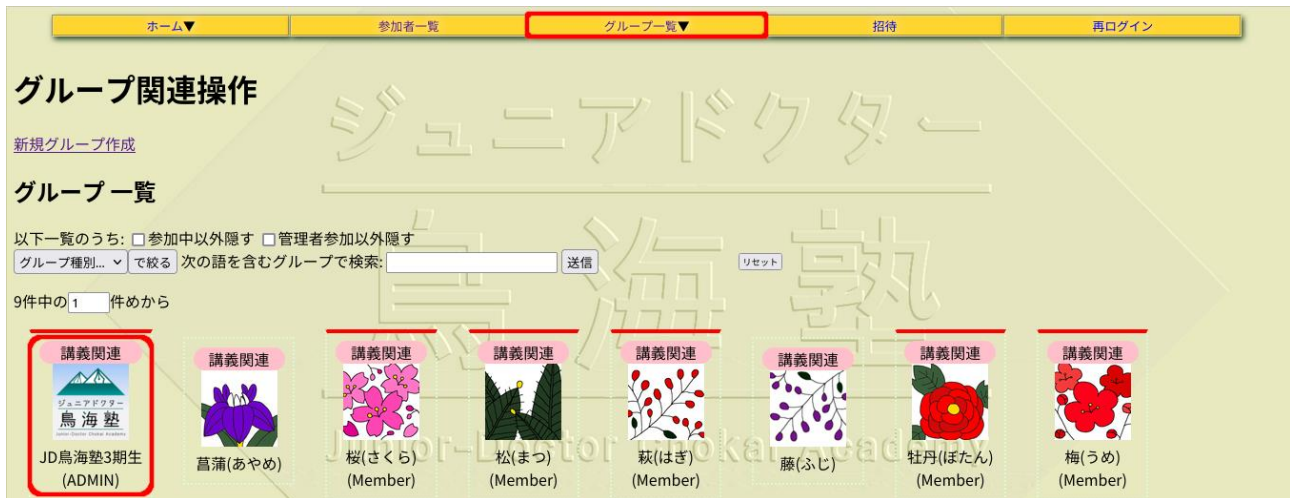 ホーム▼ 参加者一覧 グループ一覧▼ 招待 再ログイン
グループ関連操作
新規グループ作成
グループ 一覧
以下一覧のうち: 参加中以外隠す 管理者参加以外隠す
グループ種別... で絞る 次の語を含むグループで検索: 送信 リセット
9件中の 1 件めから
講義関連 講義関連 講義関連 講義関連 講義関連 講義関連 講義関連 講義関連
ジュニアドクター
鳥海塾
Junior Doctor Chokai Academy
JD鳥海塾3期生 菖蒲(あやめ) 桜(さくら) 松(まつ) 萩(はぎ) 藤(ふじ) 牡丹(ぼたん) 梅(うめ)
(ADMIN) (Member) (Member) (Member) (Member) (Member)
ジュニアドクター
鳥海塾
Junior-Doctor Chokai Academy